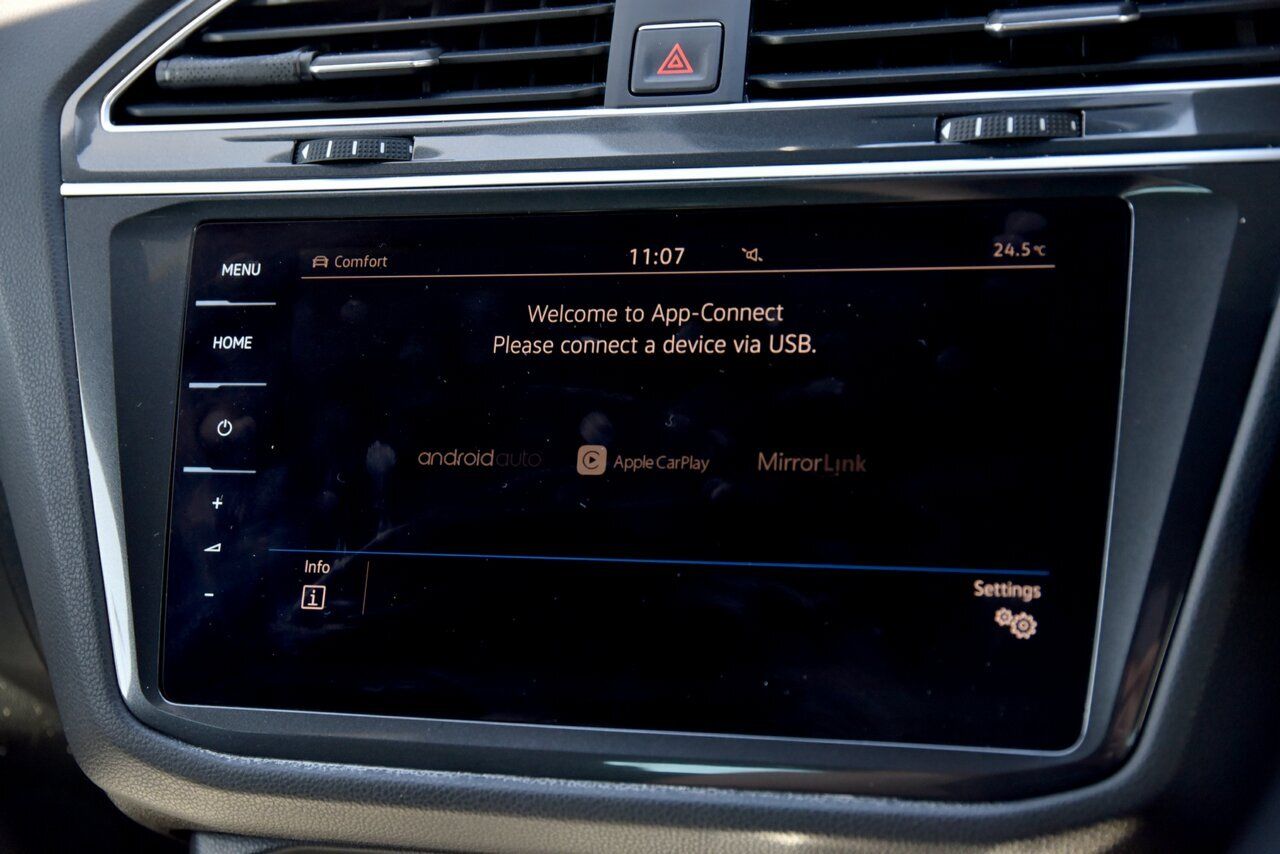 MENU
Comfort
11:07
24.5°C
HOME
Welcome to App-Connect
Please connect a device via USB.
androidauto
Apple CarPlay
MirrorLink
+
-
Info
i
Settings